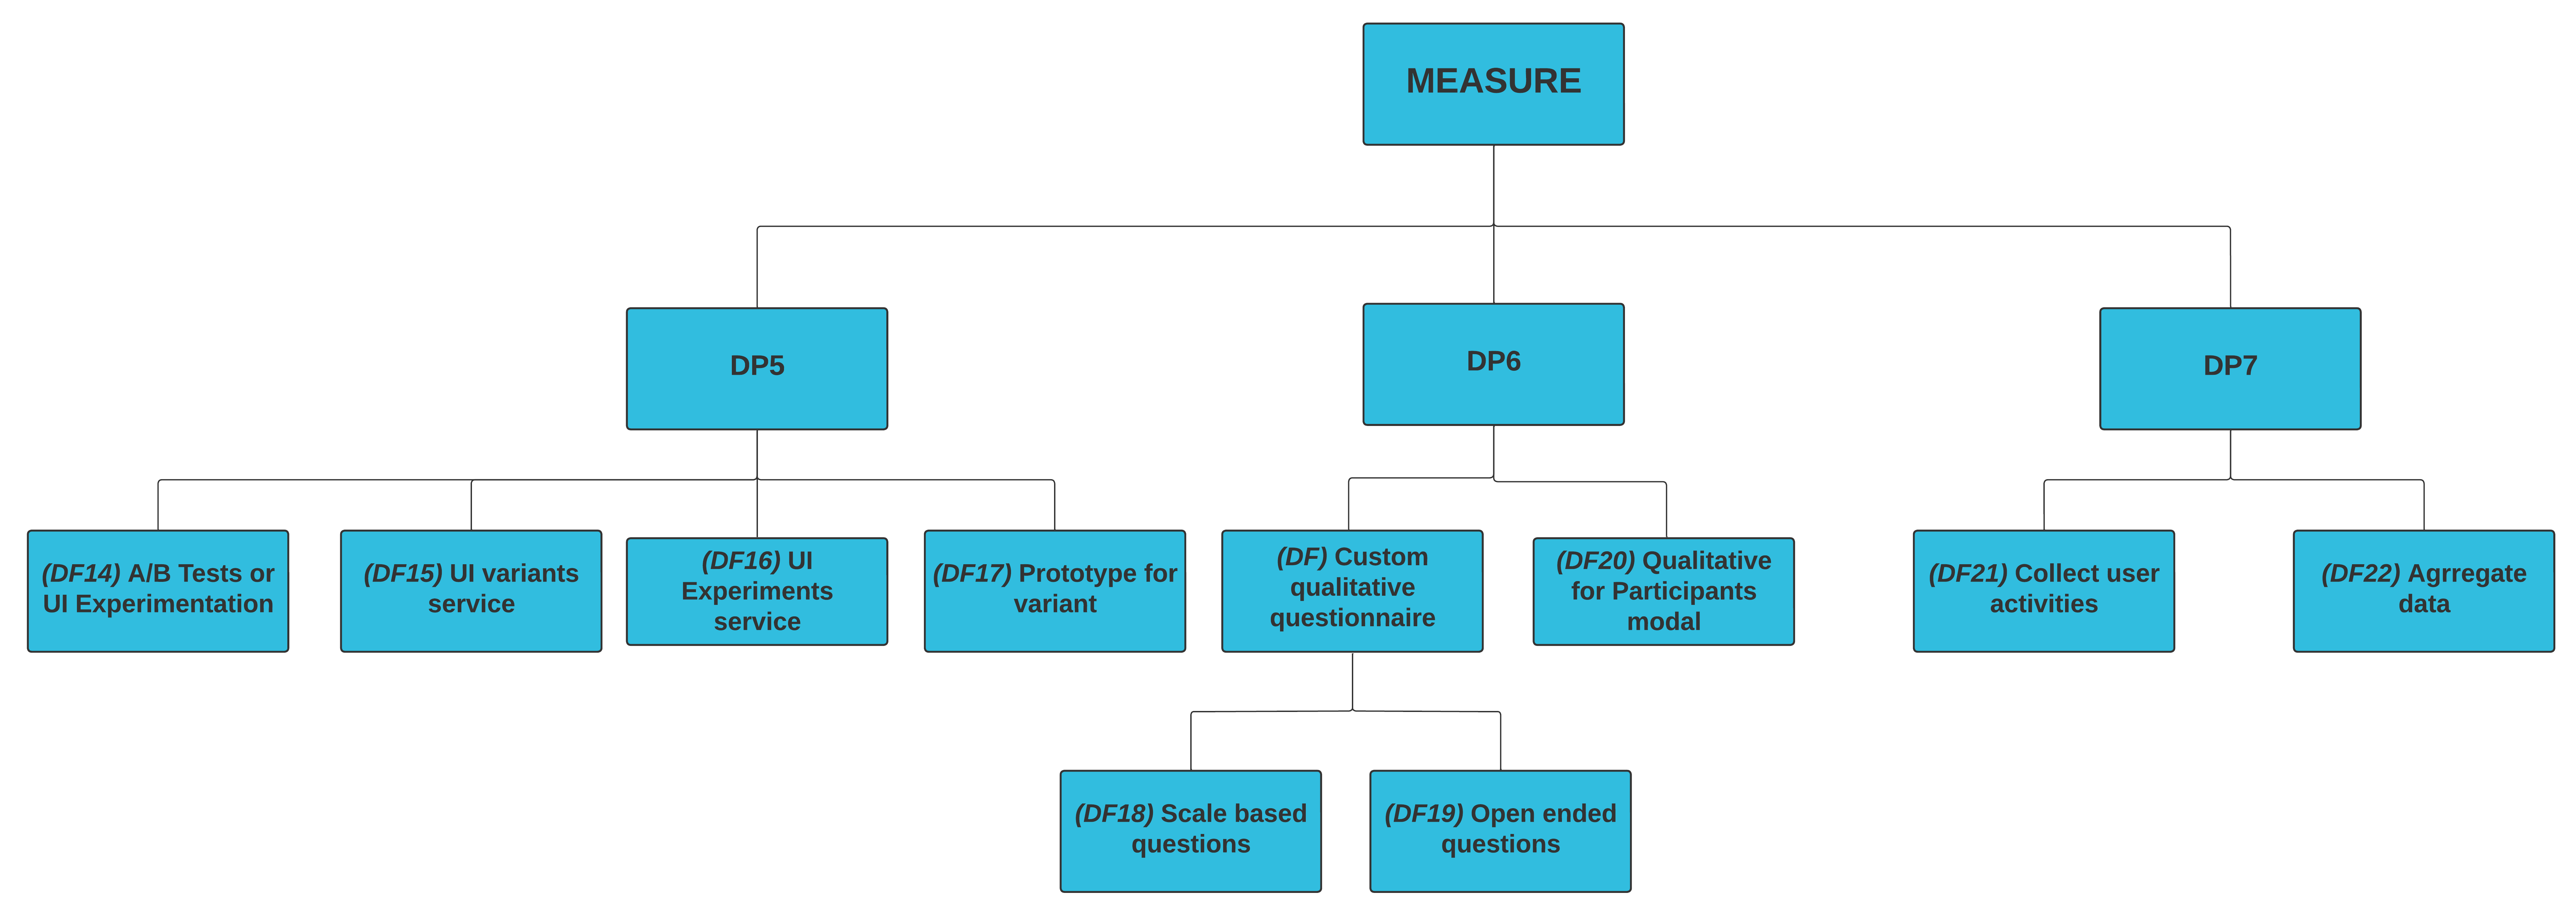 MEASURE
DP5
DP6
DP7
(DF14) A/B Tests or
UI Experimentation
(DF15) UI variants
service
(DF16) UI
Experiments
service
(DF17) Prototype for
variant
(DF) Custom
qualitative
questionnaire
(DF20) Qualitative
for Participants
modal
(DF21) Collect user
activities
(DF22) Agrregate
data
(DF18) Scale based
questions
(DF19) Open ended
questions